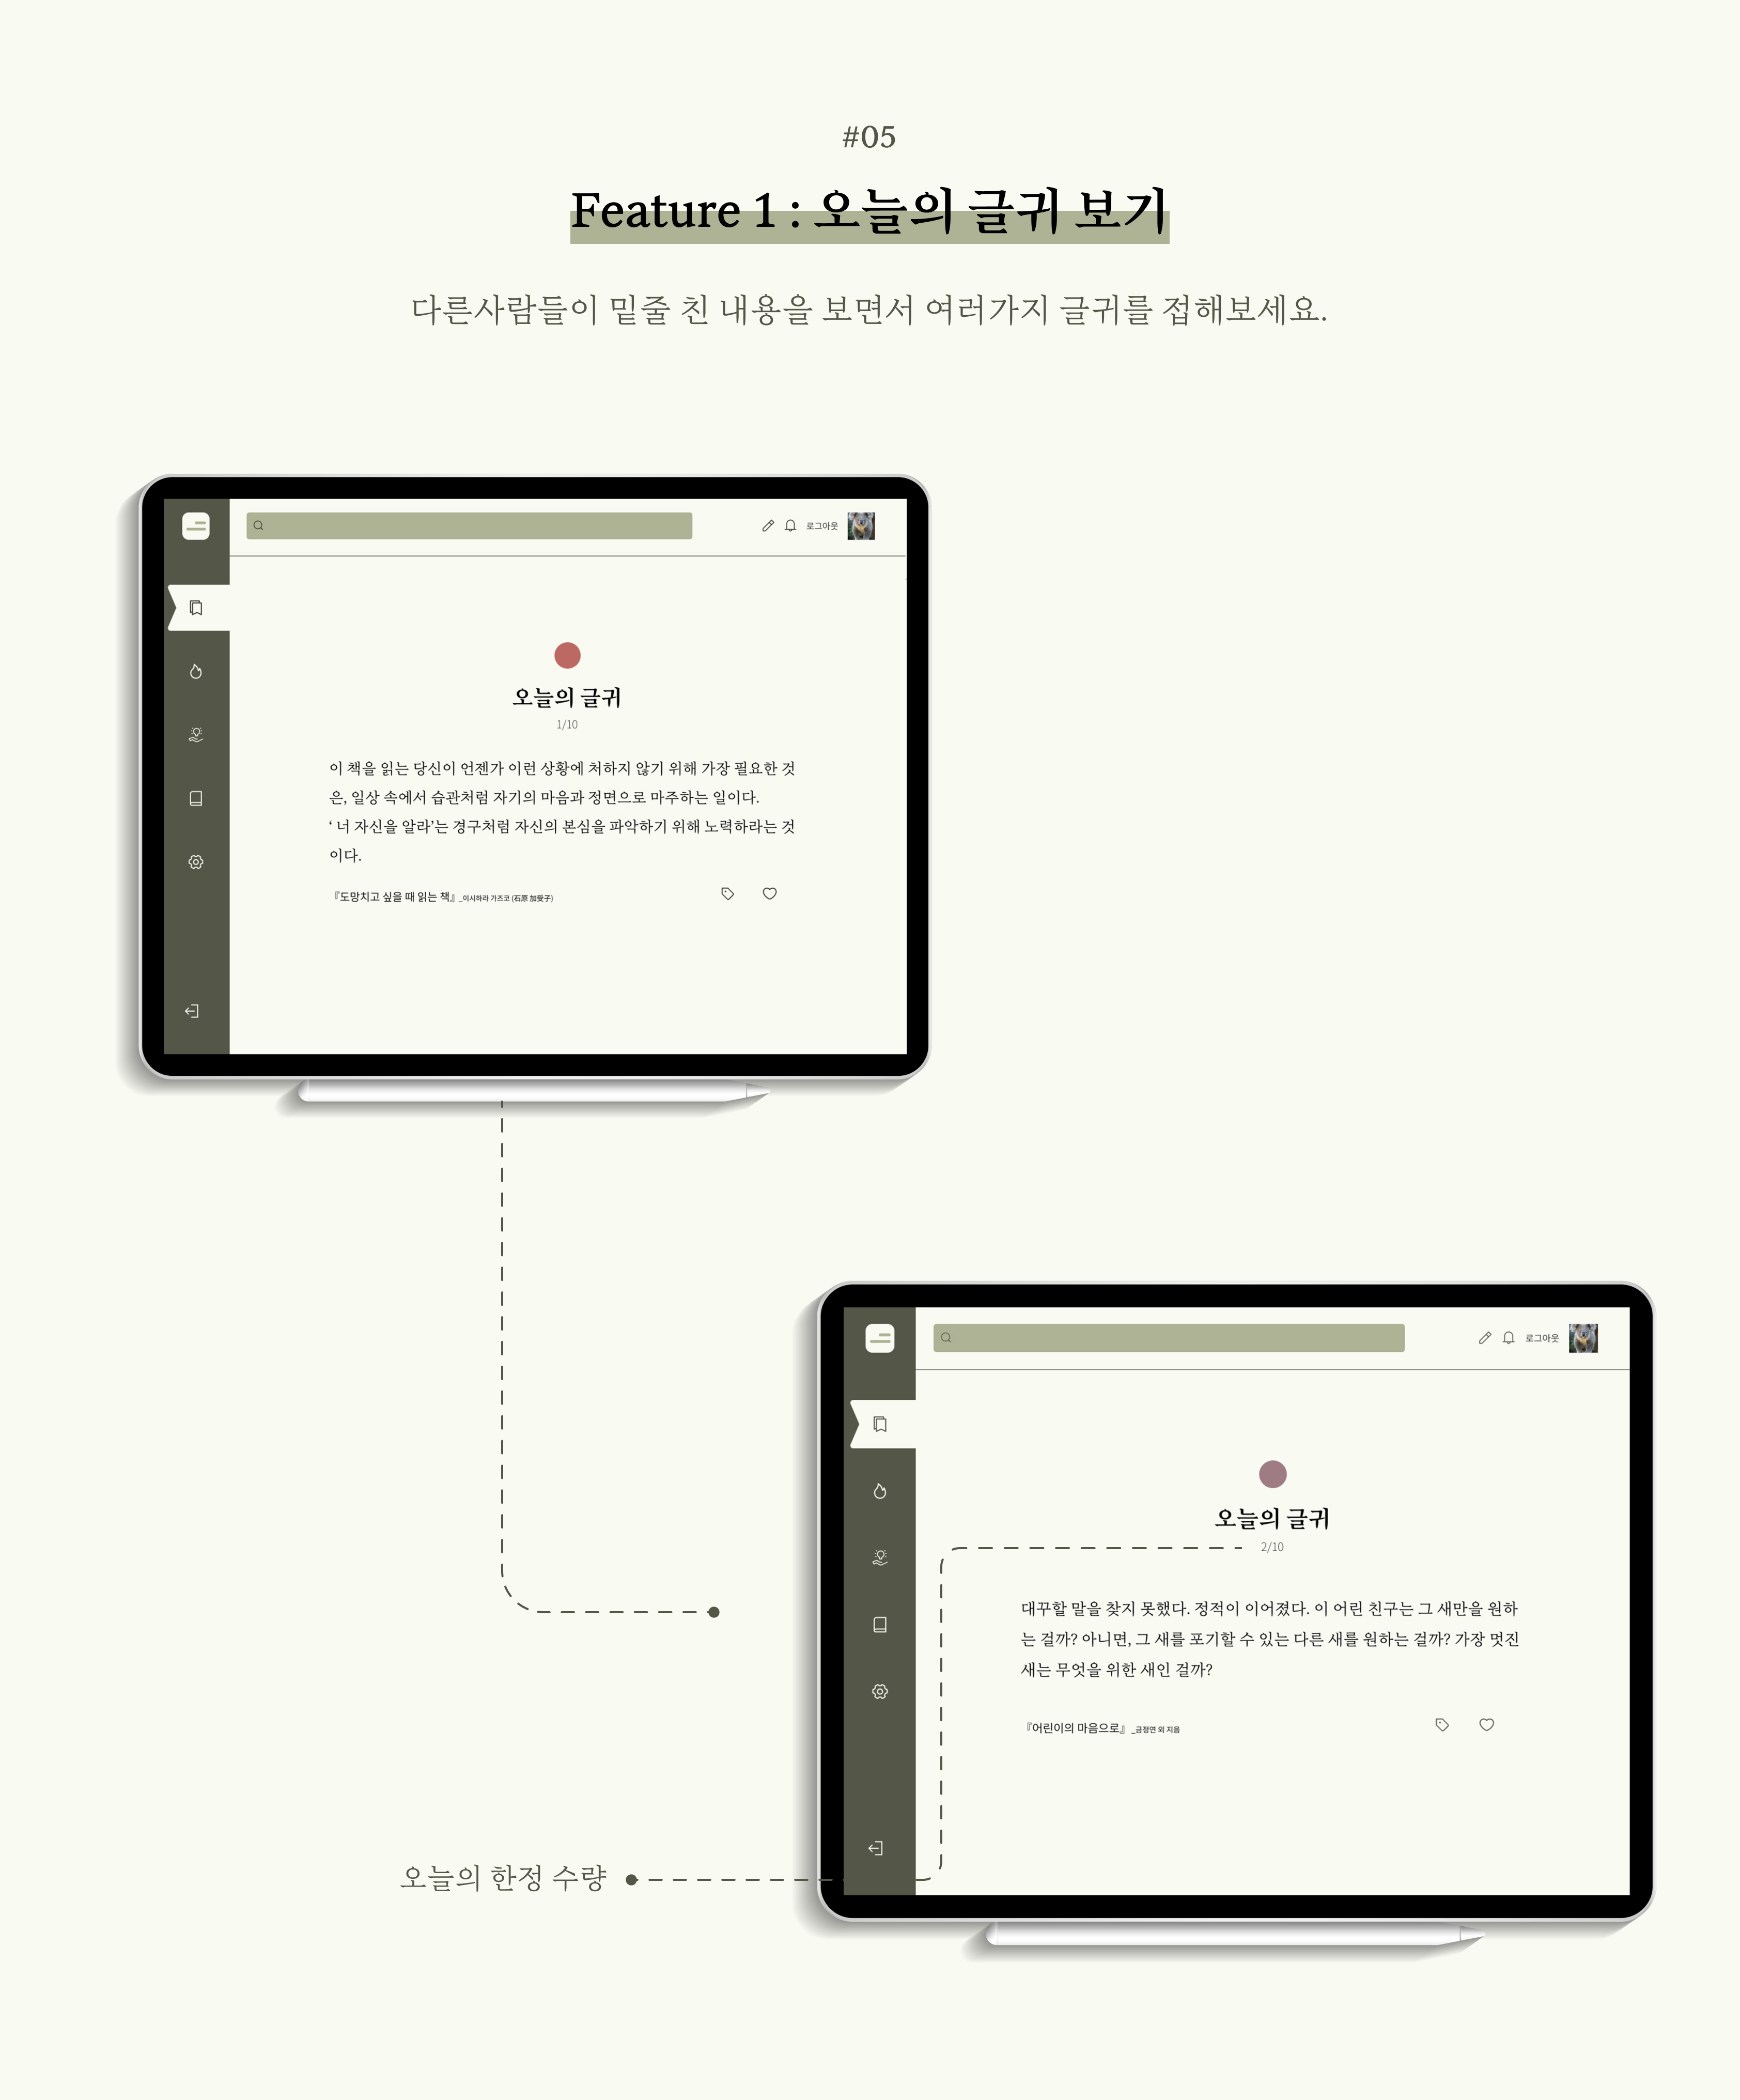 #05
Feature 1 : 오늘의 글귀 보기
다른사람들이 밑줄 친 내용을 보면서 여러가지 글귀를 접해보세요.
로그아웃
오늘의 글귀
1/10
이 책을 읽는 당신이 언젠가 이런 상황에 처하지 않기 위해 가장 필요한 것
은, 일상 속에서 습관처럼 자기의 마음과 정면으로 마주하는 일이다.
‘ 너 자신을 알라’는 경구처럼 자신의 본심을 파악하기 위해 노력하라는 것
이다.
『도망치고 싶을 때 읽는 책』_이시하라 가즈코 (石原 加受子)
로그아웃
오늘의 글귀
2/10
대꾸할 말을 찾지 못했다. 정적이 이어졌다. 이 어린 친구는 그 새만을 원하
는 걸까? 아니면, 그 새를 포기할 수 있는 다른 새를 원하는 걸까? 가장 멋진
새는 무엇을 위한 새인 걸까?
『어린이의 마음으로』 _금정연 외 지음
오늘의 한정 수량